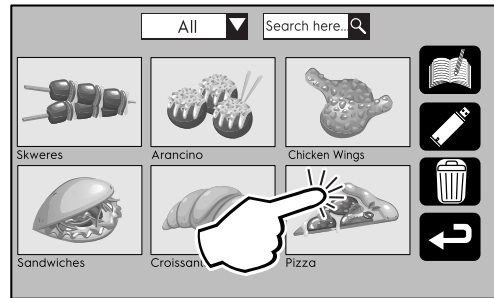 All
Search here...
Skweres
Arancino
Chicken Wings
Sandwiches
Pizza